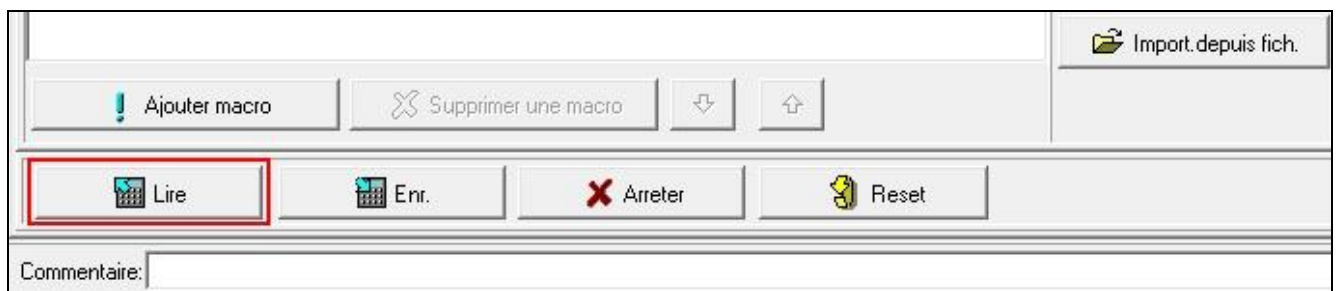 Import.depuis fich.
Ajouter macro Supprimer une macro
Lire Enr. Arreter Reset
Commentaire: